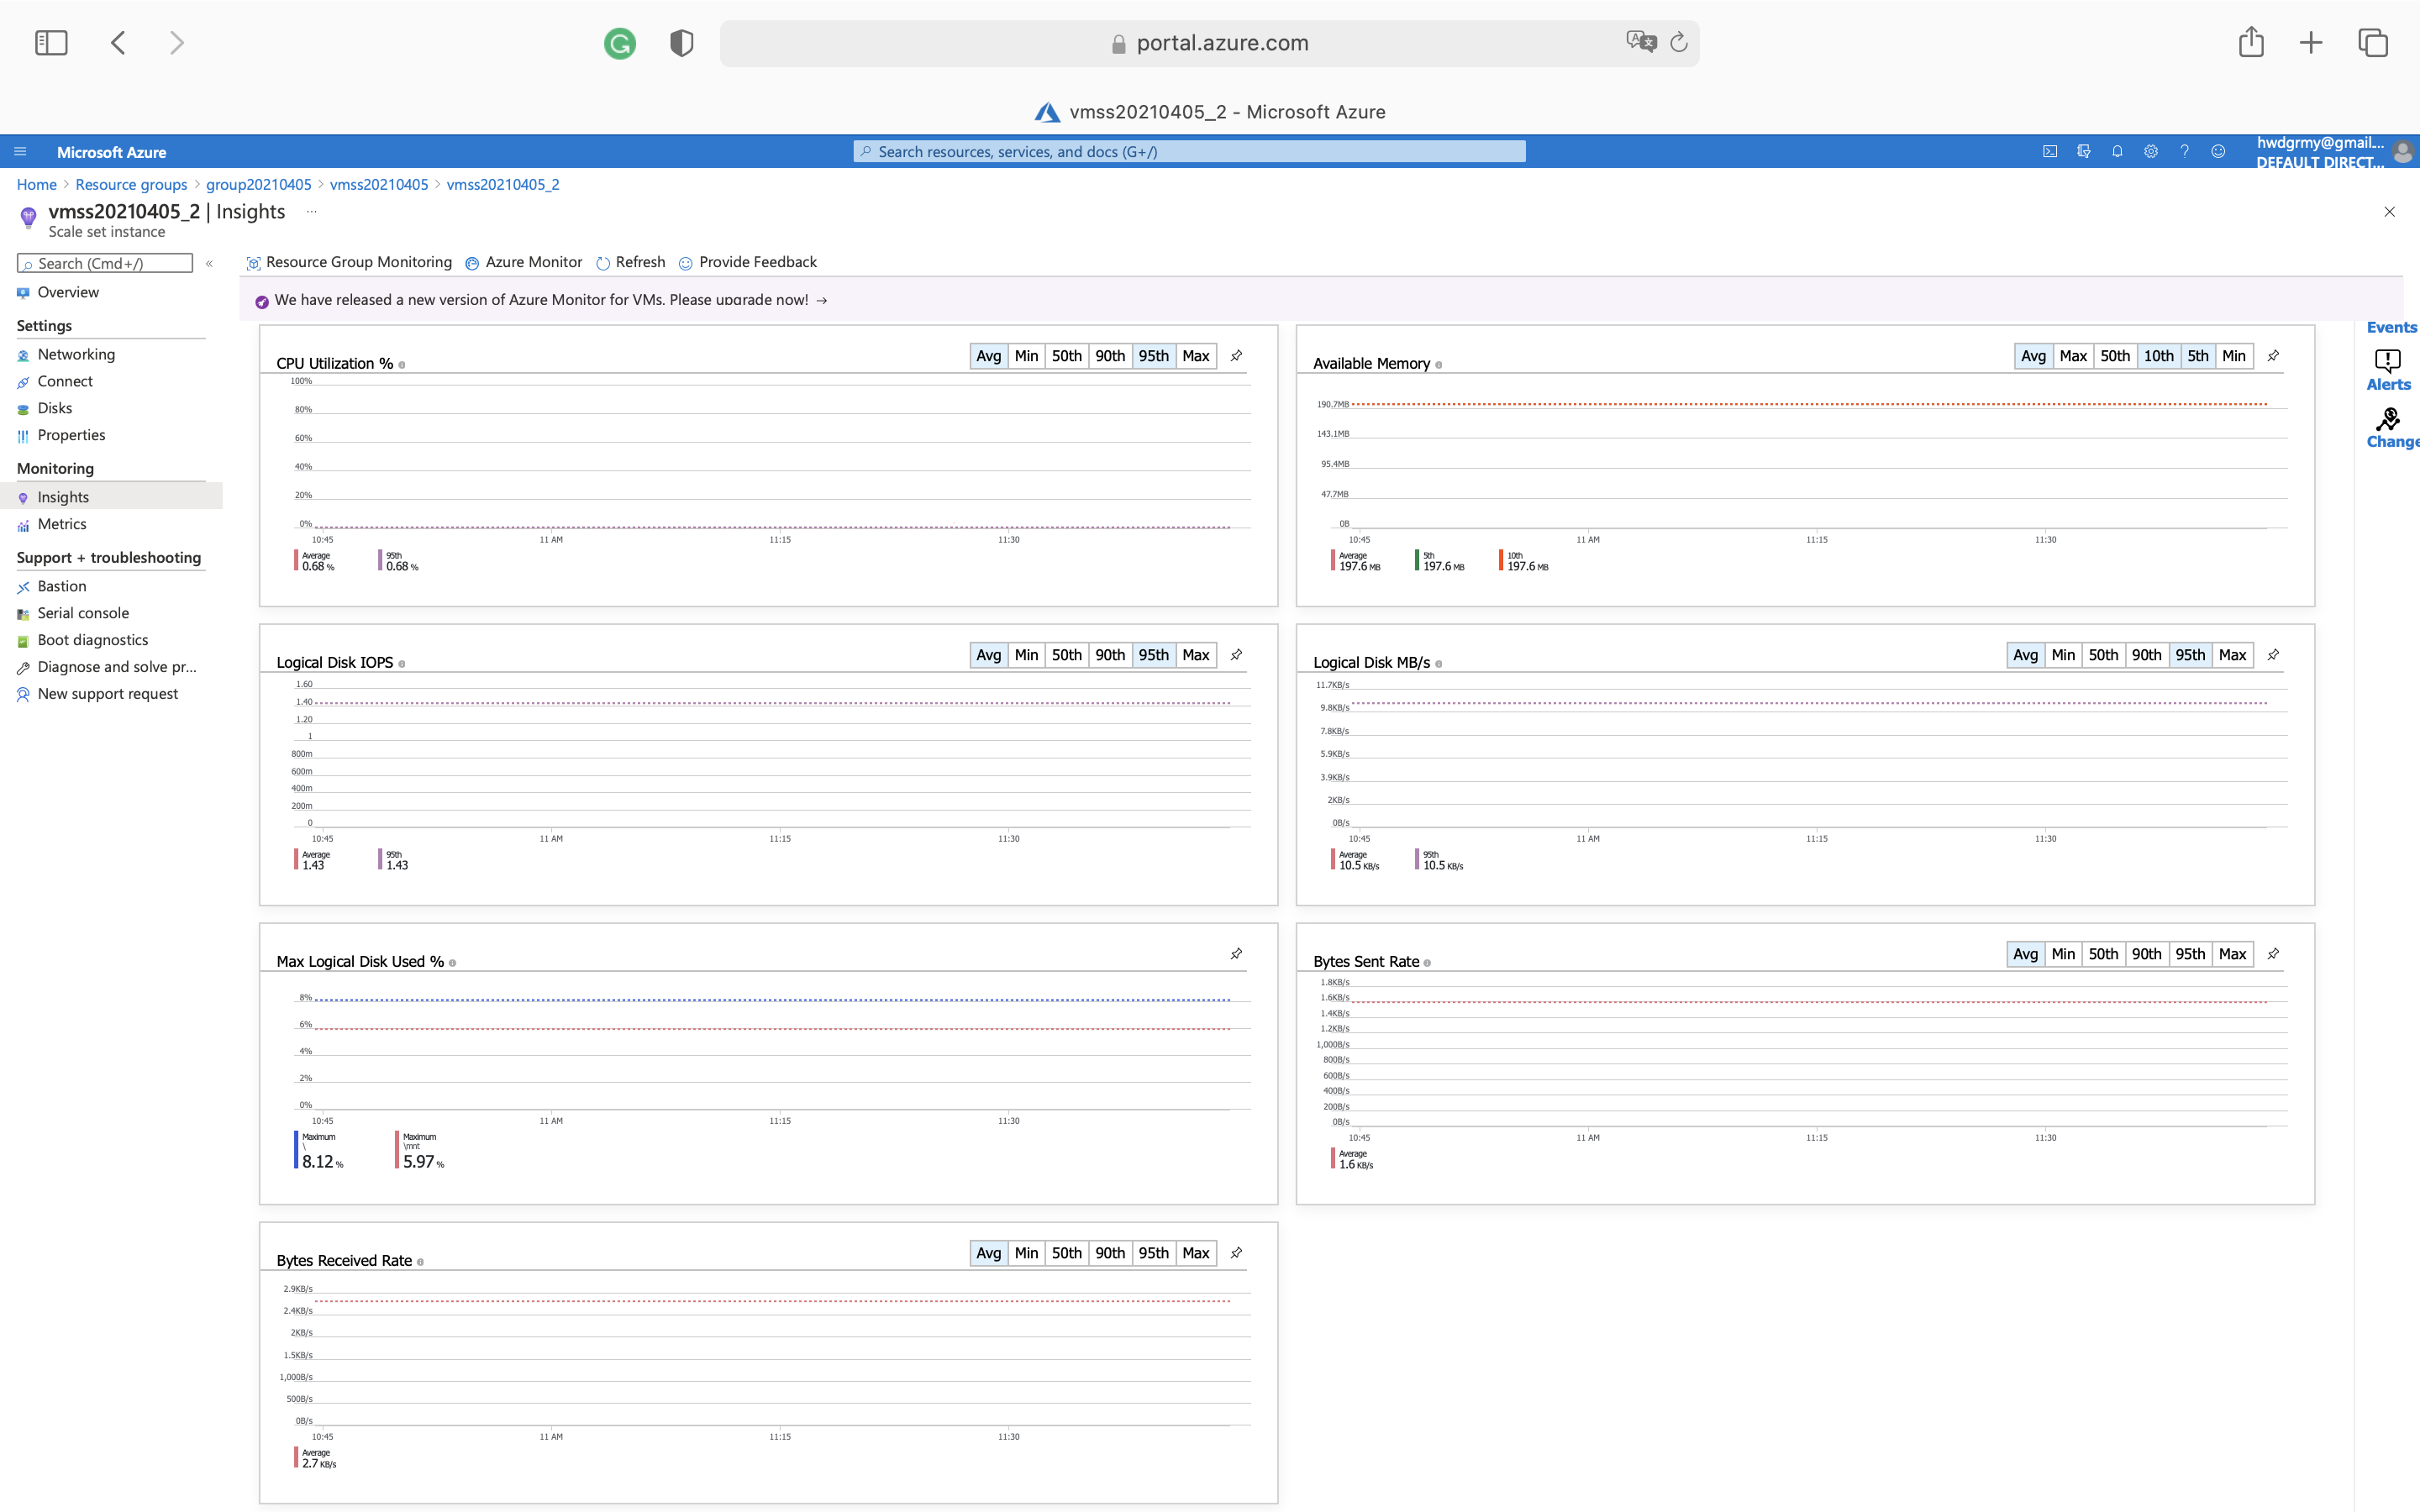 portal.azure.com
vmss20210405_2 - Microsoft Azure
Microsoft Azure
Search resources, services, and docs (G+/)
hwdgrmy@gmail...
DEFAULT DIRECT...
Home > Resource groups > group20210405 > vmss20210405 > vmss20210405_2
vmss20210405_2 | Insights ...
Scale set instance
Search (Cmd+/)
«
Overview
Settings
Networking
Connect
Disks
Properties
Monitoring
Insights
Metrics
Support + troubleshooting
Bastion
Serial console
Boot diagnostics
Diagnose and solve pr...
New support request
Resource Group Monitoring Azure Monitor Refresh Provide Feedback
We have released a new version of Azure Monitor for VMs. Please upgrade now! →
CPU Utilization %
Avg Min 50th 90th 95th Max
100%
80%
60%
40%
20%
0%
10:45 11 AM 11:15 11:30
Average 95th
0.68 % 0.68 %
Available Memory
Avg Max 50th 10th 5th Min
190.7MB
143.1MB
95.4MB
47.7MB
0B
10:45 11 AM 11:15 11:30
Average 5th 10th
197.6 MB 197.6 MB 197.6 MB
Logical Disk IOPS
Avg Min 50th 90th 95th Max
1.60
1.40
1.20
1
800m
600m
400m
200m
0
10:45 11 AM 11:15 11:30
Average 95th
1.43 1.43
Logical Disk MB/s
Avg Min 50th 90th 95th Max
11.7KB/s
9.8KB/s
7.8KB/s
5.9KB/s
3.9KB/s
2KB/s
0B/s
10:45 11 AM 11:15 11:30
Average 95th
10.5 KB/s 10.5 KB/s
Max Logical Disk Used %
8%
6%
4%
2%
0%
10:45 11 AM 11:15 11:30
Maximum Maximum
\ \mnt
8.12 % 5.97 %
Bytes Sent Rate
Avg Min 50th 90th 95th Max
1.8KB/s
1.6KB/s
1.4KB/s
1.2KB/s
1,000B/s
800B/s
600B/s
400B/s
200B/s
0B/s
10:45 11 AM 11:15 11:30
Average
1.6 KB/s
Bytes Received Rate
Avg Min 50th 90th 95th Max
2.9KB/s
2.4KB/s
2KB/s
1.5KB/s
1,000B/s
500B/s
0B/s
10:45 11 AM 11:15 11:30
Average
2.7 KB/s
Events
Alerts
Change